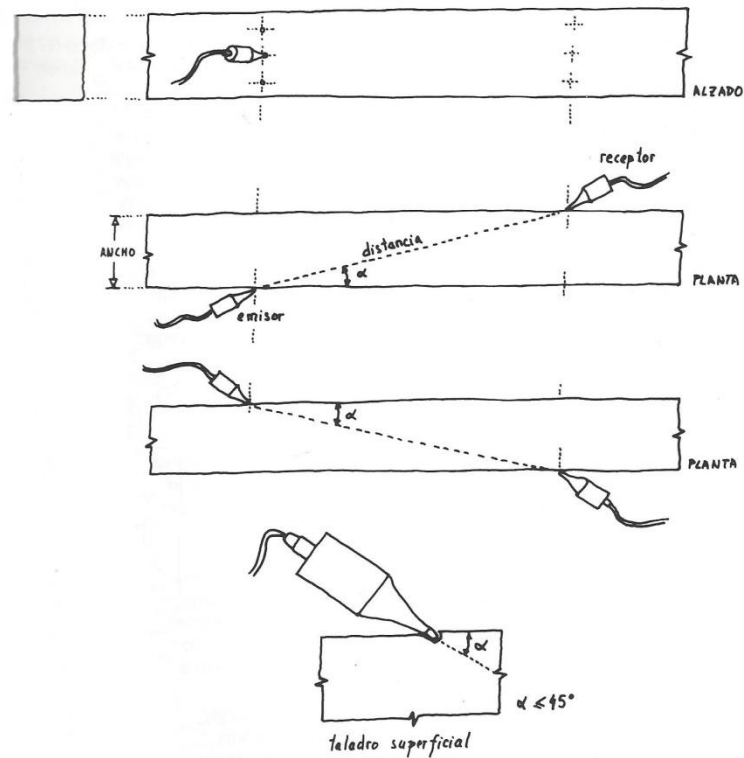 ALZADO
receptor
distancia
ANCHO
α
PLANTA
emisor
α
PLANTA
α
α ≤ 45°
taladro superficial